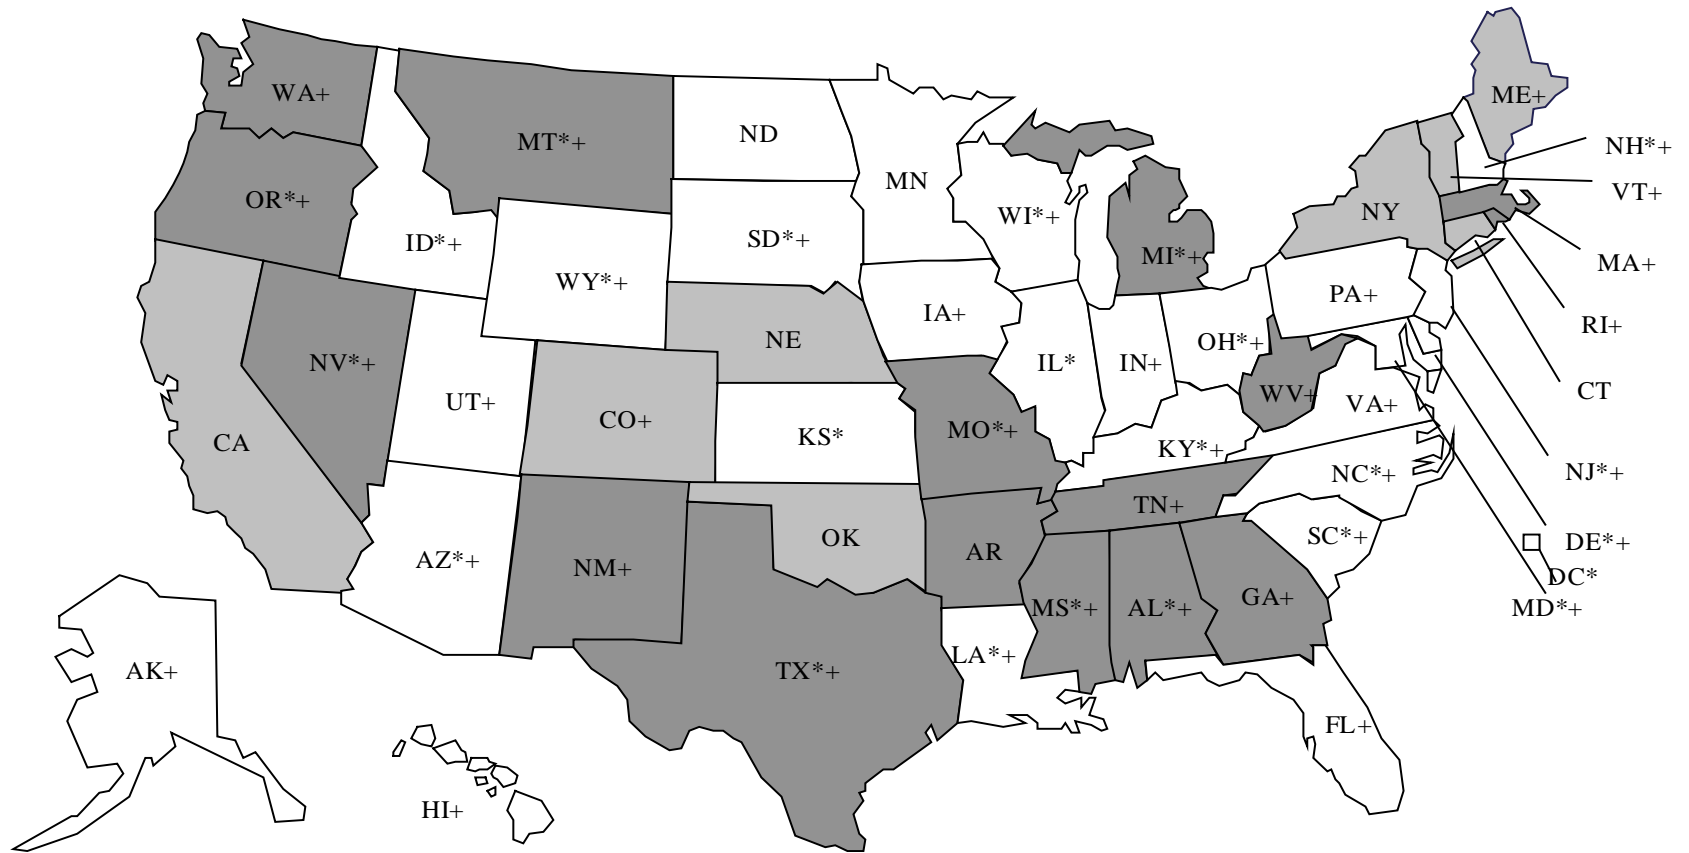 WA+
MT*+
ND
MN
ME+
NH*+
VT+
OR*+
ID*+
SD*+
WI*+
NY
MI*+
MA+
WY*+
PA+
IA+
RI+
NE
NV*+
IL*
IN+
OH*+
WV+
CT
UT+
CO+
VA+
CA
KS*
MO*+
KY*+
NC*+
NJ*+
TN+
AZ*+
NM+
OK
AR
SC*+
DE*+
DC*
MS*+
AL*+
GA+
MD*+
AK+
TX*+
LA*+
FL+
HI+